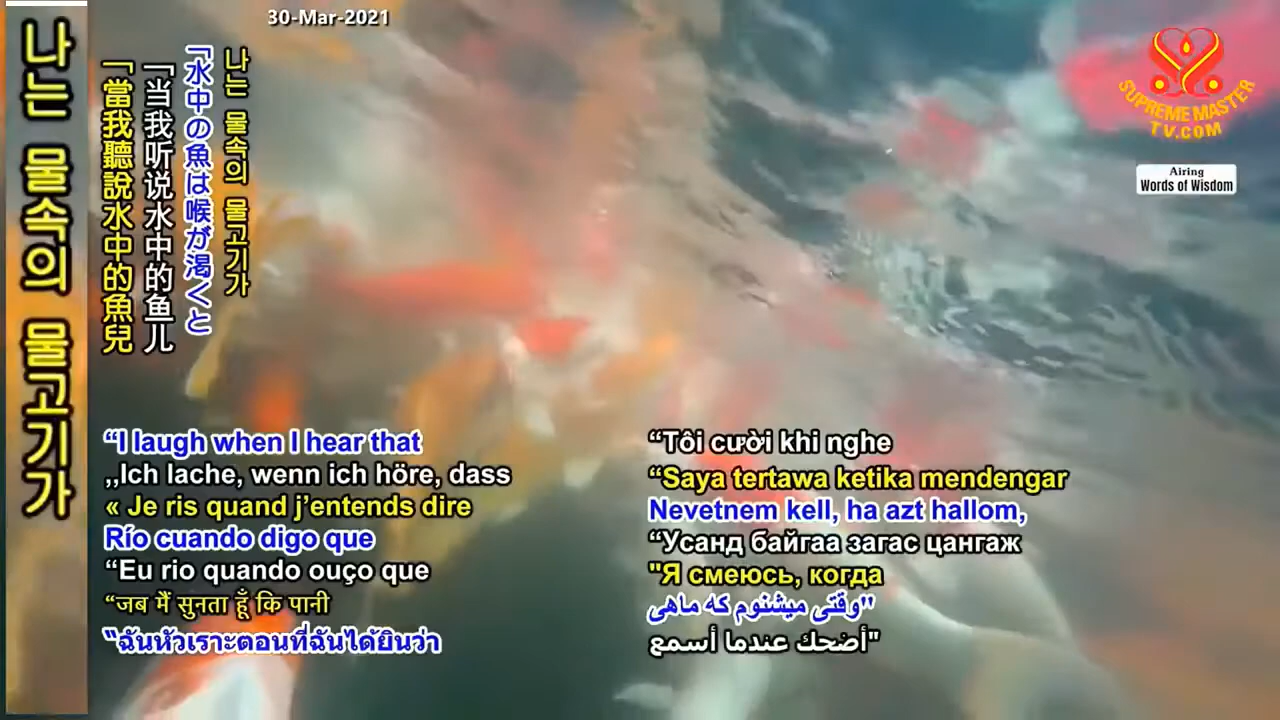 30-Mar-2021
나는 물속의 물고기가
「當我聽說水中的魚兒
「当我听说水中的鱼儿
「水中の魚は喉が渇くと
나는 물속의 물고기가
SUPREME MASTER
TV.COM
Airing
Words of Wisdom
“I laugh when I hear that
,,Ich lache, wenn ich höre, dass
« Je ris quand j’entends dire
Río cuando digo que
“Eu rio quando ouço que
“जब मैं सुनता हूँ कि पानी
“ฉันหัวเราะตอนที่ฉันได้ยินว่า
“Tôi cười khi nghe
“Saya tertawa ketika mendengar
Nevetnem kell, ha azt hallom,
“Усанд байгаа загас цангаж
"Я смеюсь, когда
"وقتی میشنوم که ماهی
"أضحك عندما أسمع